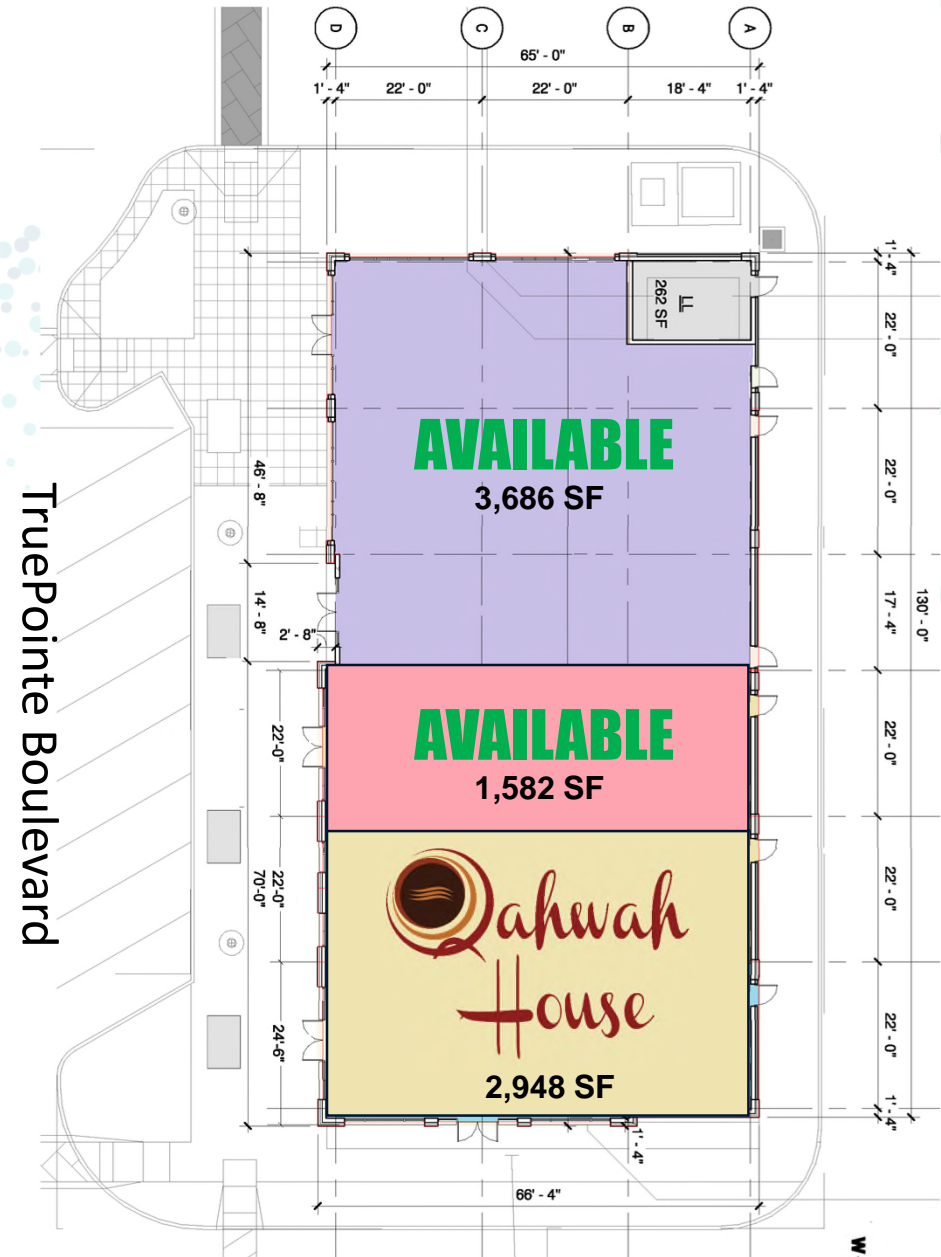 D
C
B
A
65' - 0"
1' - 4"
22' - 0"
22' - 0"
18' - 4"
1' - 4"
1' - 4"
22' - 0"
22' - 0"
17' - 4"
130' - 0"
22' - 0"
22' - 0"
22' - 0"
1' - 4"
LL
262 SF
AVAILABLE
3,686 SF
46' - 8"
14' - 8"
2' - 8"
AVAILABLE
1,582 SF
22'-0"
22'-0"
70'-0"
24'-6"
Qahwah
House
2,948 SF
1' - 4"
66' - 4"
TruePointe Boulevard
W